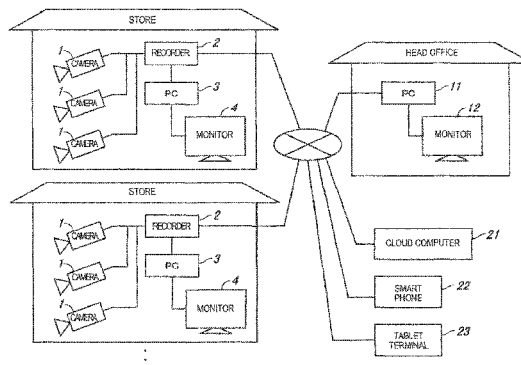 STORE
1
CAMERA
1
CAMERA
1
CAMERA
RECORDER
2
PC
3
4
MONITOR
STORE
1
CAMERA
1
CAMERA
1
CAMERA
RECORDER
2
PC
3
4
MONITOR
HEAD OFFICE
PC
11
12
MONITOR
CLOUD COMPUTER
21
SMART
PHONE
22
TABLET
TERMINAL
23